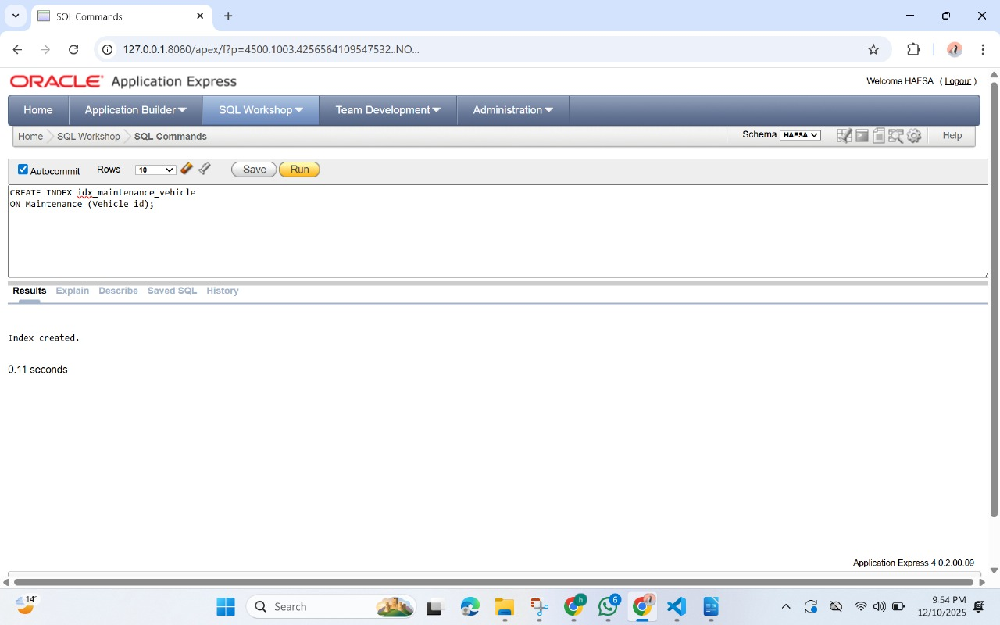 SQL Commands
127.0.0.1:8080/apex/f?p=4500:1003:4256564109547532::NO:::
ORACLE Application Express
Welcome HAFSA ( Logout )
Home Application Builder SQL Workshop Team Development Administration
Home SQL Workshop SQL Commands
Schema HAFSA Help
Autocommit Rows 10 Save Run
CREATE INDEX idx_maintenance_vehicle
ON Maintenance (Vehicle_id);
Results Explain Describe Saved SQL History
Index created.
0.11 seconds
Application Express 4.0.2.00.09
14°
Search
h
6
9:54 PM
12/10/2025